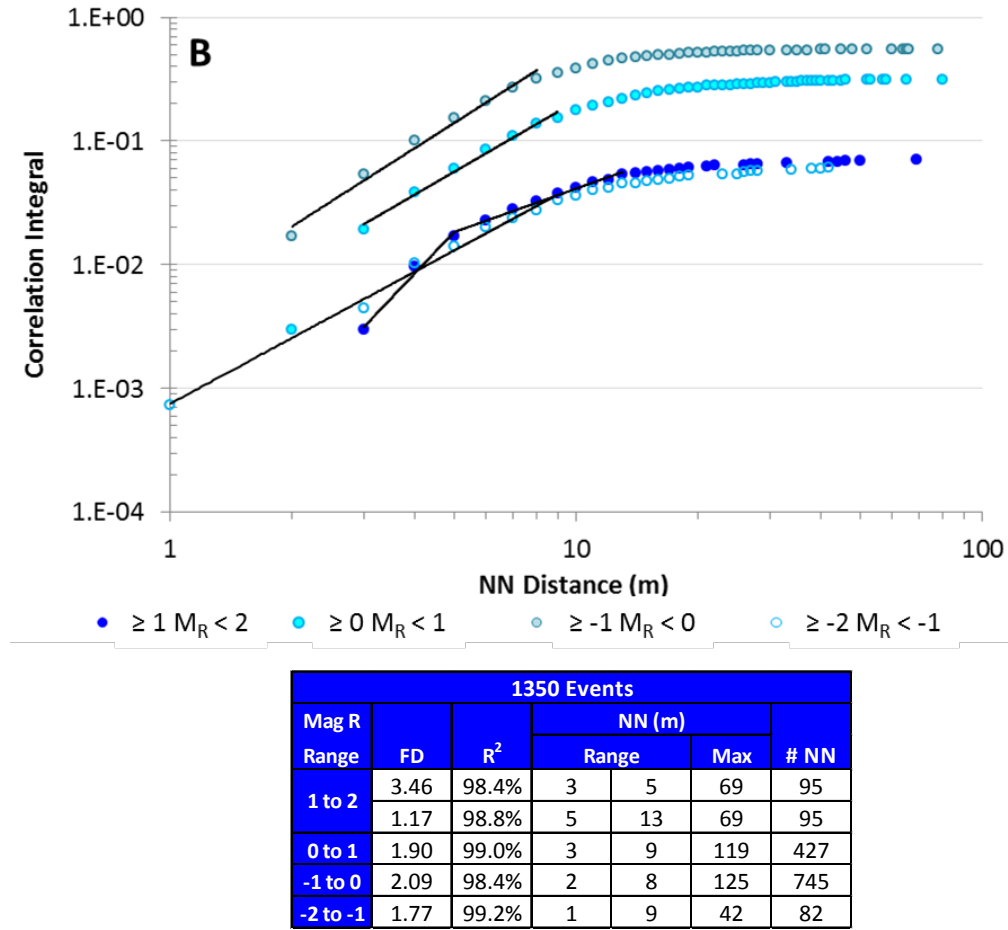 B
1.E+00
1.E-01
1.E-02
1.E-03
1.E-04
Correlation Integral
1 10 100
NN Distance (m)
≥ 1 M_R < 2 ≥ 0 M_R < 1 ≥ -1 M_R < 0 ≥ -2 M_R < -1
1350 Events
Mag R Range FD R² NN (m) Range Max # NN
1 to 2 3.46 98.4% 3 5 69 95
1.17 98.8% 5 13 69 95
0 to 1 1.90 99.0% 3 9 119 427
-1 to 0 2.09 98.4% 2 8 125 745
-2 to -1 1.77 99.2% 1 9 42 82